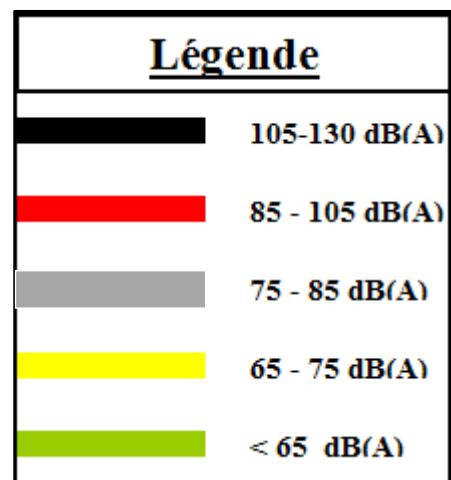 Légende
105-130 dB(A)
85 - 105 dB(A)
75 - 85 dB(A)
65 - 75 dB(A)
< 65 dB(A)